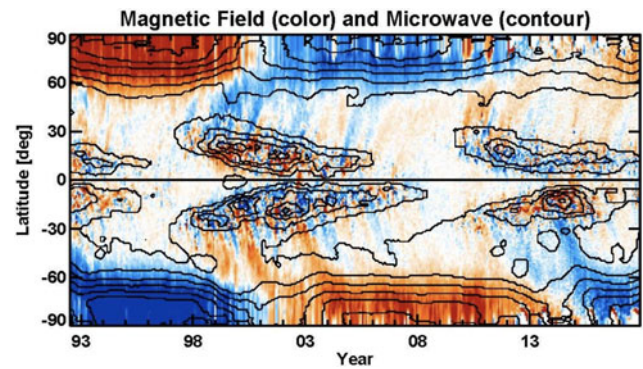 Magnetic Field (color) and Microwave (contour)
90
60
30
0
-30
-60
-90
Latitude [deg]
93 98 03 08 13
Year